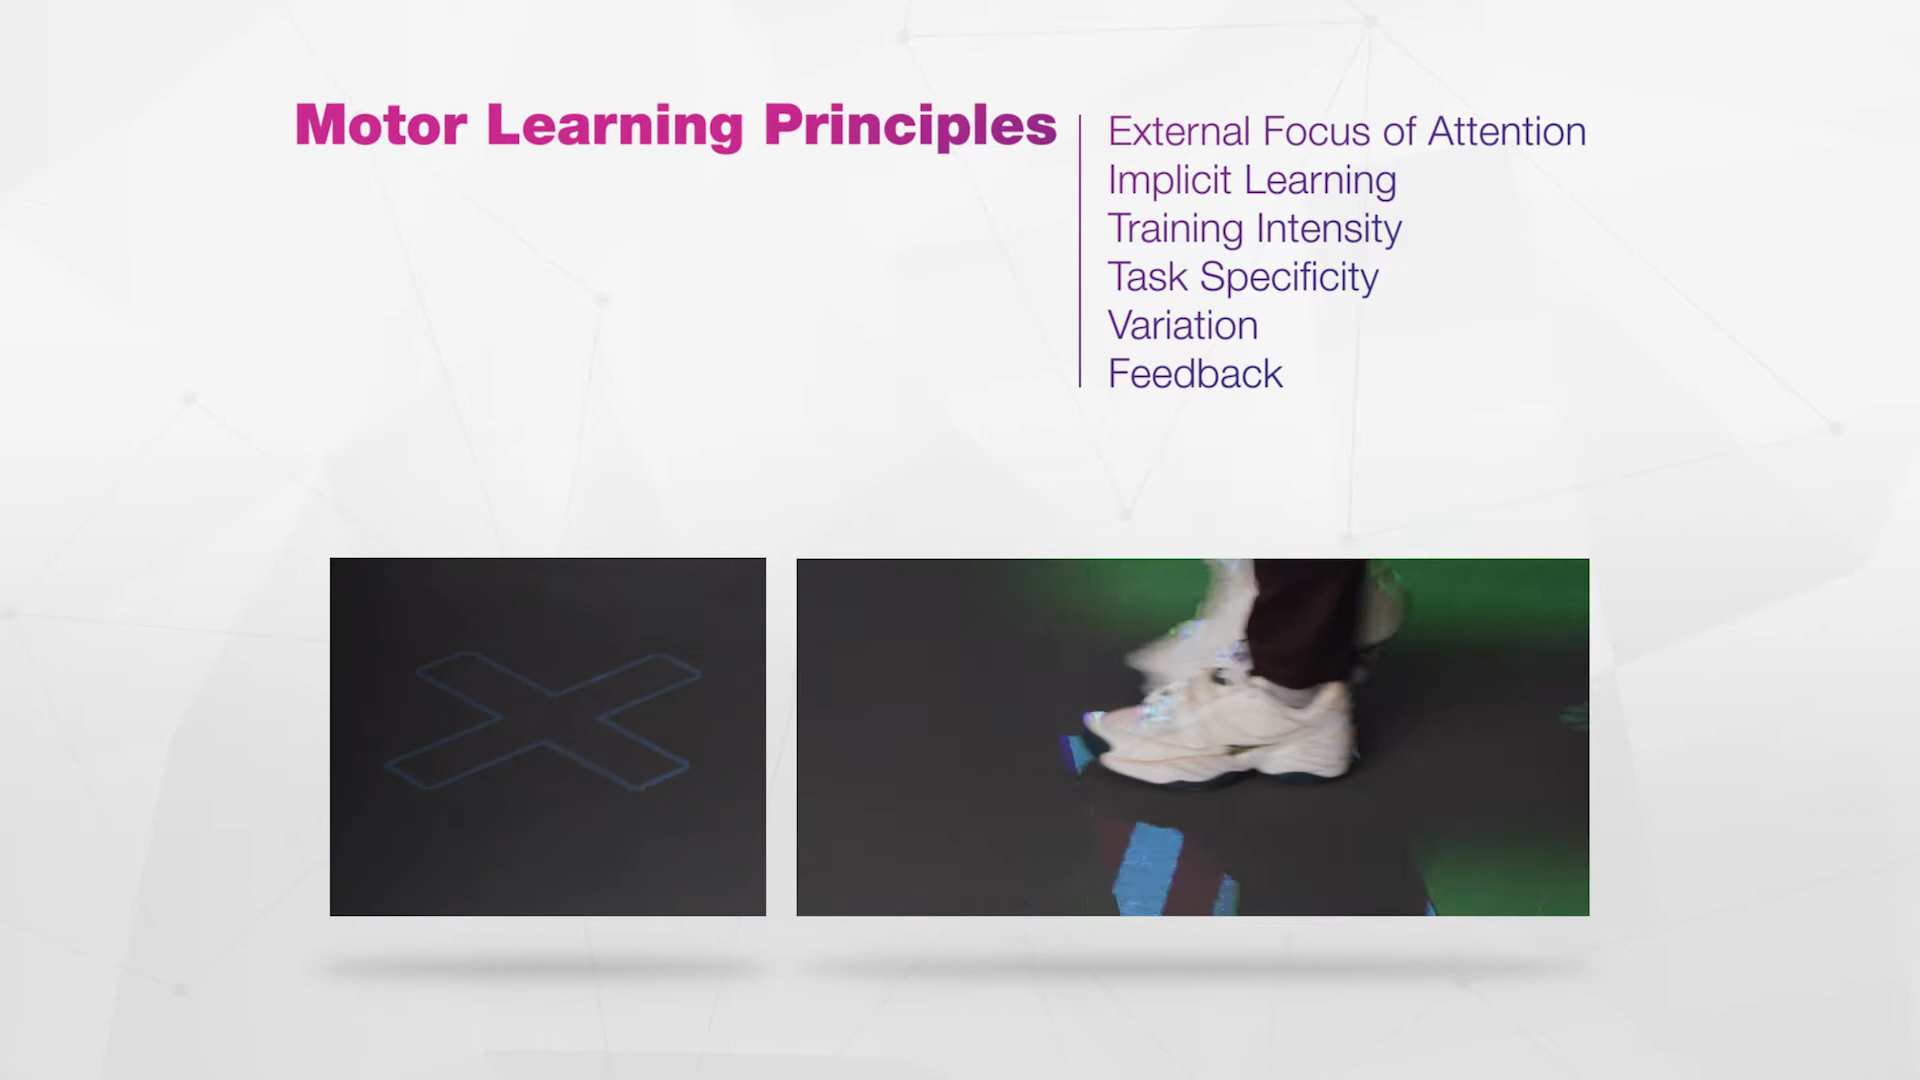 Motor Learning Principles
External Focus of Attention
Implicit Learning
Training Intensity
Task Specificity
Variation
Feedback